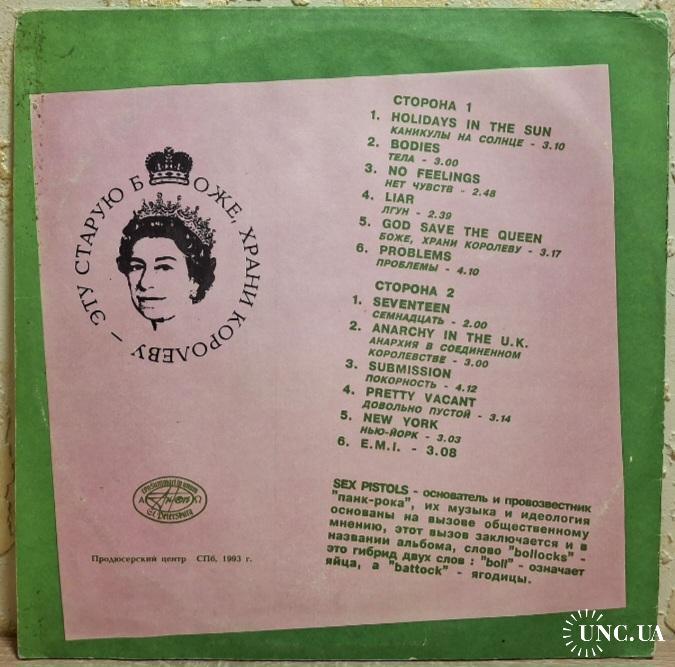 БОЖЕ, ХРАНИ КОРОЛЕВУ – ЭТУ СТАРУЮ
СТОРОНА 1
1. HOLIDAYS IN THE SUN
КАНИКУЛЫ НА СОЛНЦЕ - 3.10
2. BODIES
ТЕЛА - 3.00
3. NO FEELINGS
НЕТ ЧУВСТВ - 2.48
4. LIAR
ЛГУН - 2.39
5. GOD SAVE THE QUEEN
БОЖЕ, ХРАНИ КОРОЛЕВУ - 3.17
6. PROBLEMS
ПРОБЛЕМЫ - 4.10
СТОРОНА 2
1. SEVENTEEN
СЕМНАДЦАТЬ - 2.00
2. ANARCHY IN THE U.K.
АНАРХИЯ В СОЕДИНЕННОМ
КОРОЛЕВСТВЕ - 3.00
3. SUBMISSION
ПОКОРНОСТЬ - 4.12
4. PRETTY VACANT
ДОВОЛЬНО ПУСТОЙ - 3.14
5. NEW YORK
НЬЮ-ЙОРК - 3.03
6. E.M.I. - 3.08
SEX PISTOLS - основатель и провозвестник
"панк-рока", их музыка и идеология
основаны на вызове общественному
мнению, этот вызов заключается и в
названии альбома, слово "bollocks" -
это гибрид двух слов : "boll" - означает
яйца, а "battock" - ягодицы.
А Антроп Ω
St. Petersburg
Продюсерский центр СПб, 1993 г.
UNC.UA